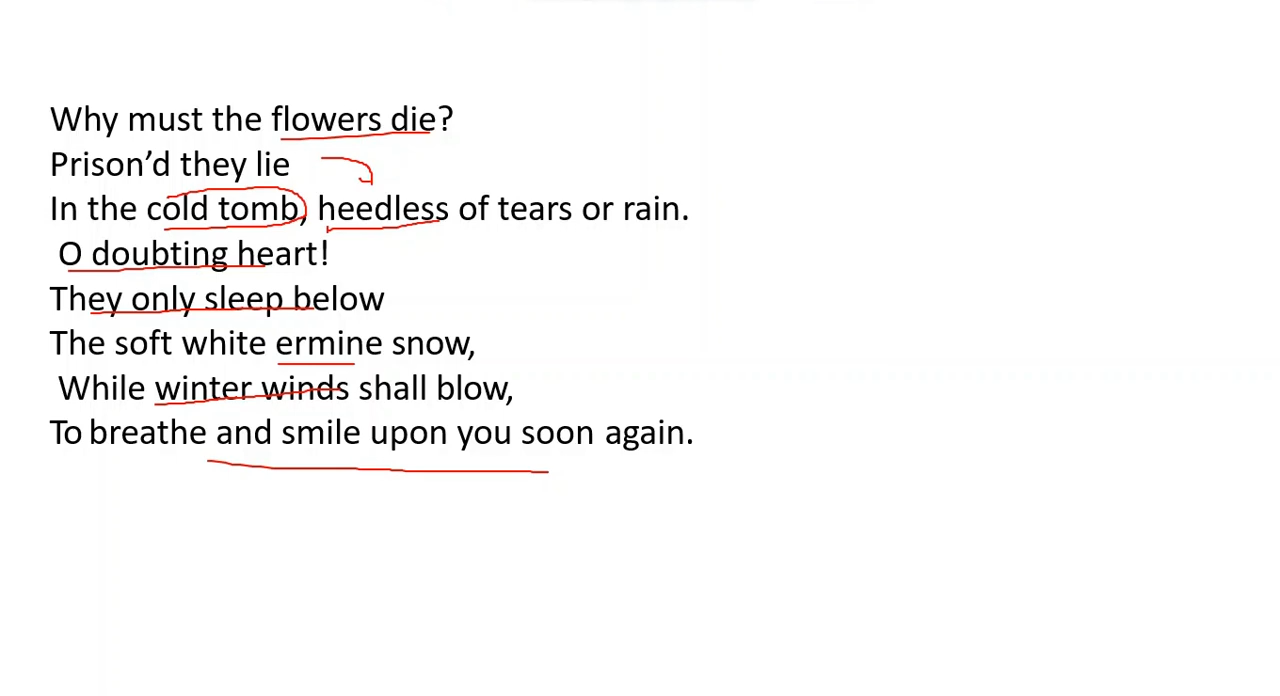 Why must the flowers die?
Prison’d they lie
In the cold tomb, heedless of tears or rain.
O doubting heart!
They only sleep below
The soft white ermine snow,
While winter winds shall blow,
To breathe and smile upon you soon again.